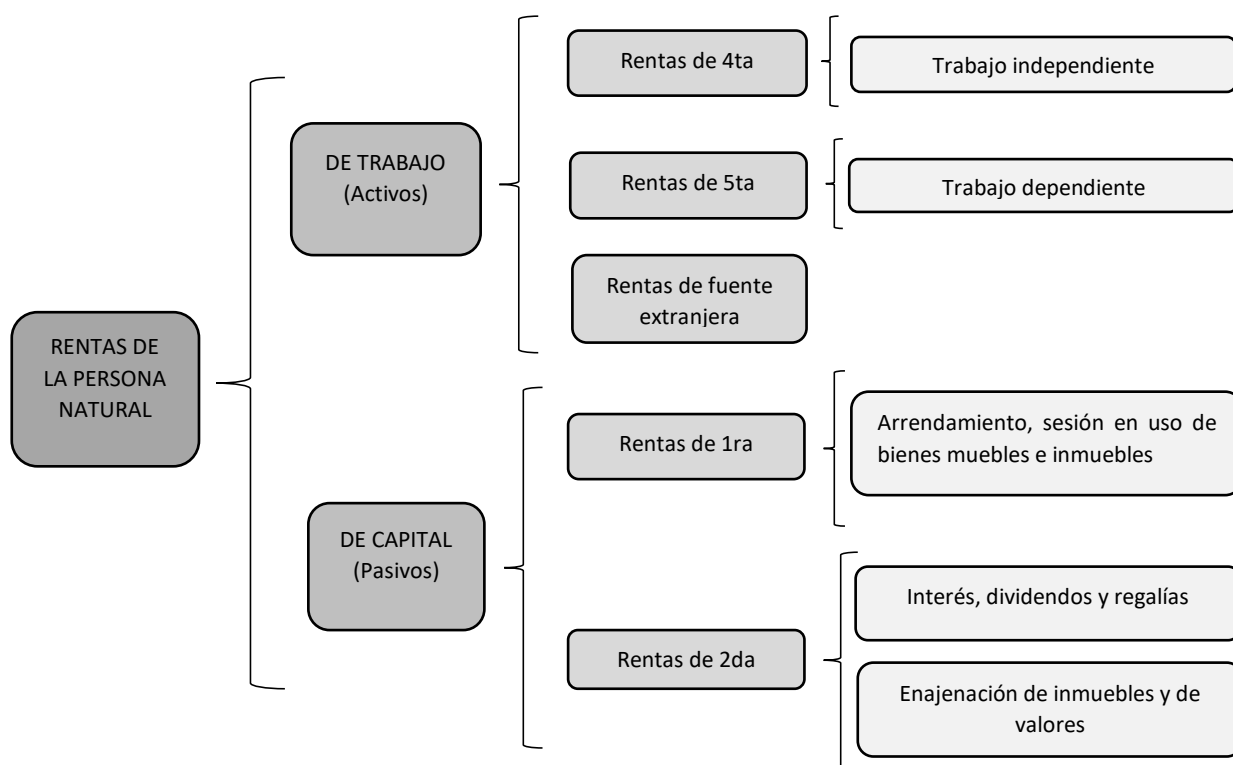 RENTAS DE
LA PERSONA
NATURAL
DE TRABAJO
(Activos)
Rentas de 4ta
Trabajo independiente
Rentas de 5ta
Trabajo dependiente
Rentas de fuente
extranjera
DE CAPITAL
(Pasivos)
Rentas de 1ra
Arrendamiento, sesión en uso de
bienes muebles e inmuebles
Rentas de 2da
Interés, dividendos y regalías
Enajenación de inmuebles y de
valores